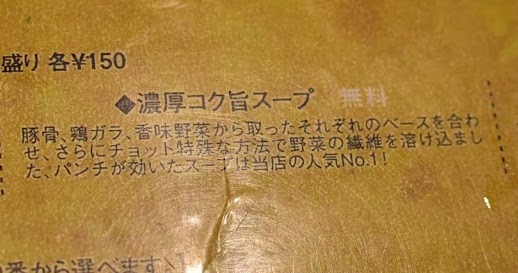 盛り 各¥150
◆濃厚コク旨スープ 無料
豚骨、鶏ガラ、香味野菜から取ったそれぞれのベースを合わ
せ、さらにチョット特殊な方法で野菜の繊維を溶け込ました
、パンチが効いたスープは当店の人気No.1!
番から選べます